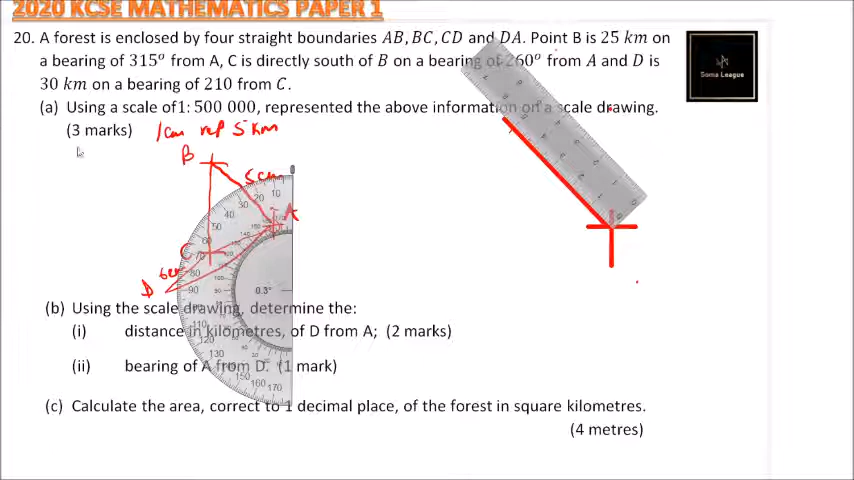 2020 KCSE MATHEMATICS PAPER 1
20. A forest is enclosed by four straight boundaries AB, BC, CD and DA. Point B is 25 km on
a bearing of 315° from A, C is directly south of B on a bearing of 260° from A and D is
30 km on a bearing of 210 from C.
Soma League
(a) Using a scale of1: 500 000, represented the above information on a scale drawing.
(3 marks) 1cm rep 5 km
B
5cm
A
C
6cm
D
0.3°
(b) Using the scale drawing, determine the:
(i) distance in kilometres, of D from A; (2 marks)
(ii) bearing of A from D. (1 mark)
(c) Calculate the area, correct to 1 decimal place, of the forest in square kilometres.
(4 metres)